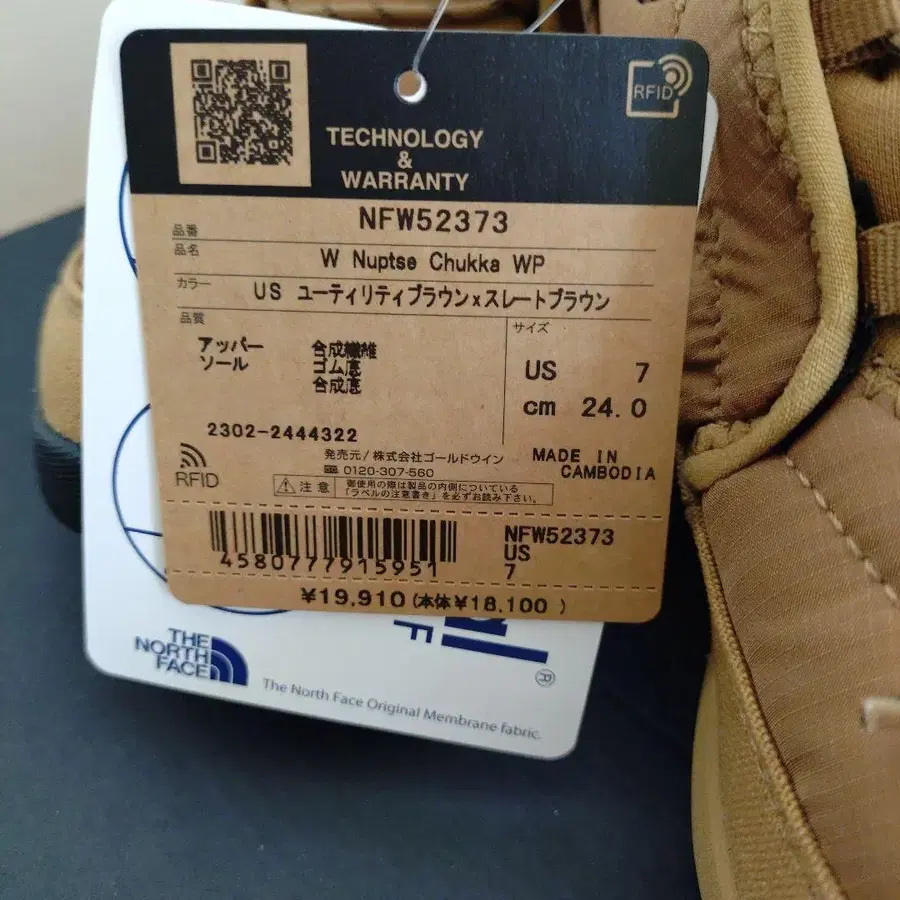 RFID
TECHNOLOGY
&
WARRANTY
品番 NFW52373
品名 W Nuptse Chukka WP
カラー US ユーティリティブラウンxスレートブラウン
品質
アッパー 合成繊維
ソール ゴム底
合成底
サイズ
US 7
cm 24.0
2302-2444322
発売元/株式会社ゴールドウイン
0120-307-560
MADE IN
CAMBODIA
RFID
注意 御使用の際は製品の内側についている
「ラベルの注意書き」を必ずお読み下さい。
4580777915951
NFW52373
US
7
¥19,910 (本体¥18,100 )
THE
NORTH
FACE
®
The North Face Original Membrane fabric.